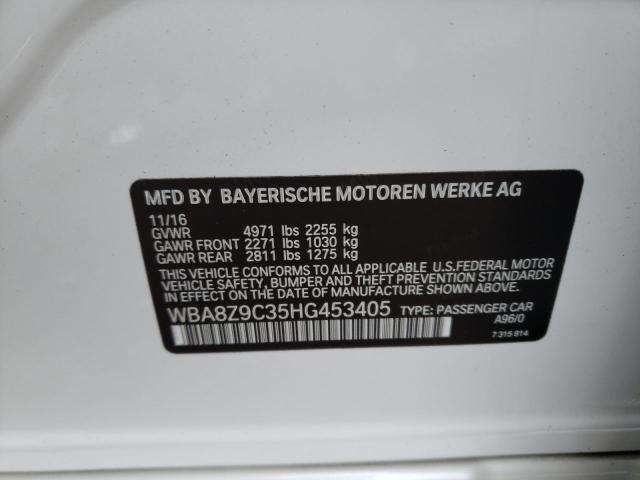 MFD BY BAYERISCHE MOTOREN WERKE AG
11/16
GVWR 4971 lbs 2255 kg
GAWR FRONT 2271 lbs 1030 kg
GAWR REAR 2811 lbs 1275 kg
THIS VEHICLE CONFORMS TO ALL APPLICABLE U.S.FEDERAL MOTOR
VEHICLE SAFETY, BUMPER, AND THEFT PREVENTION STANDARDS
IN EFFECT ON THE DATE OF MANUFACTURE SHOWN ABOVE.
WBA8Z9C35HG453405 TYPE: PASSENGER CAR
A96/0
7 315 814